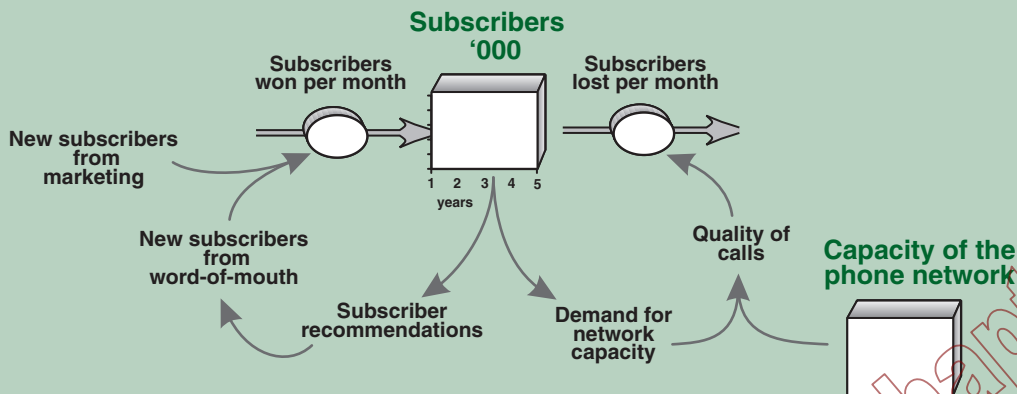 Subscribers
‘000
Subscribers
won per month
Subscribers
lost per month
New subscribers
from
marketing
1 2 3 4 5
years
New subscribers
from
word-of-mouth
Quality of
calls
Capacity of the
phone network
Subscriber
recommendations
Demand for
network
capacity